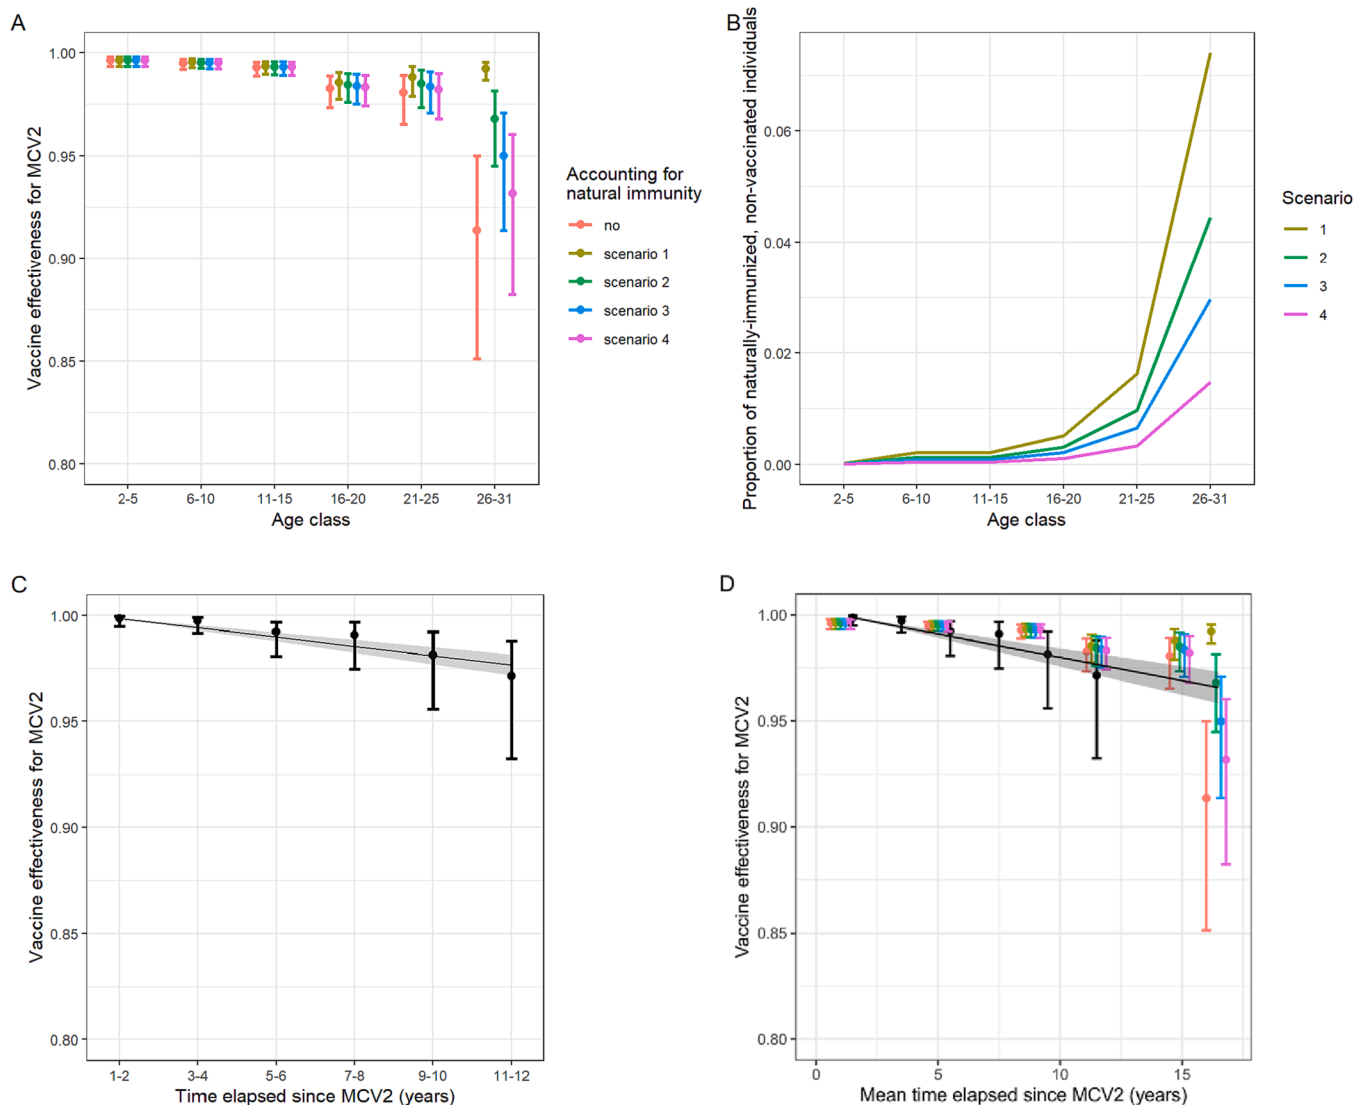 A
Vaccine effectiveness for MCV2
1.00
0.95
0.90
0.85
0.80
2-5
6-10
11-15
16-20
21-25
26-31
Age class
Accounting for
natural immunity
no
scenario 1
scenario 2
scenario 3
scenario 4
B
Proportion of naturally-immunized, non-vaccinated individuals
0.06
0.04
0.02
0.00
2-5
6-10
11-15
16-20
21-25
26-31
Age class
Scenario
1
2
3
4
C
Vaccine effectiveness for MCV2
1.00
0.95
0.90
0.85
0.80
1-2
3-4
5-6
7-8
9-10
11-12
Time elapsed since MCV2 (years)
D
Vaccine effectiveness for MCV2
1.00
0.95
0.90
0.85
0.80
0
5
10
15
Mean time elapsed since MCV2 (years)